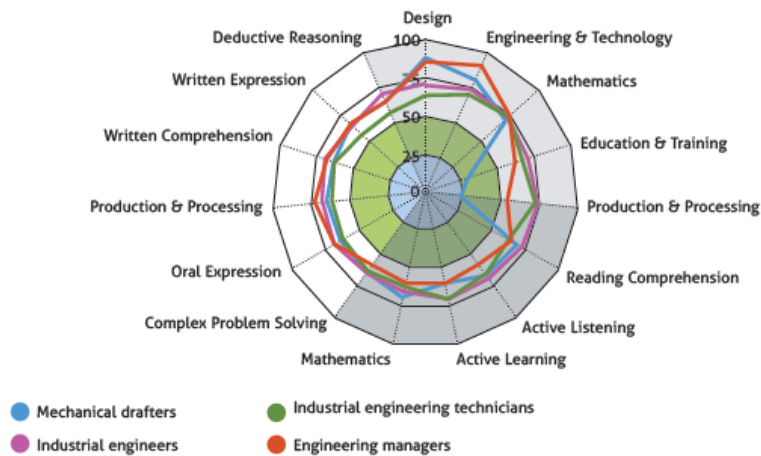 Design
100
Deductive Reasoning
Engineering & Technology
Written Expression
75
Mathematics
Written Comprehension
50
Education & Training
25
Production & Processing
0
Production & Processing
Oral Expression
Reading Comprehension
Complex Problem Solving
Active Listening
Mathematics
Active Learning
Mechanical drafters
Industrial engineering technicians
Industrial engineers
Engineering managers